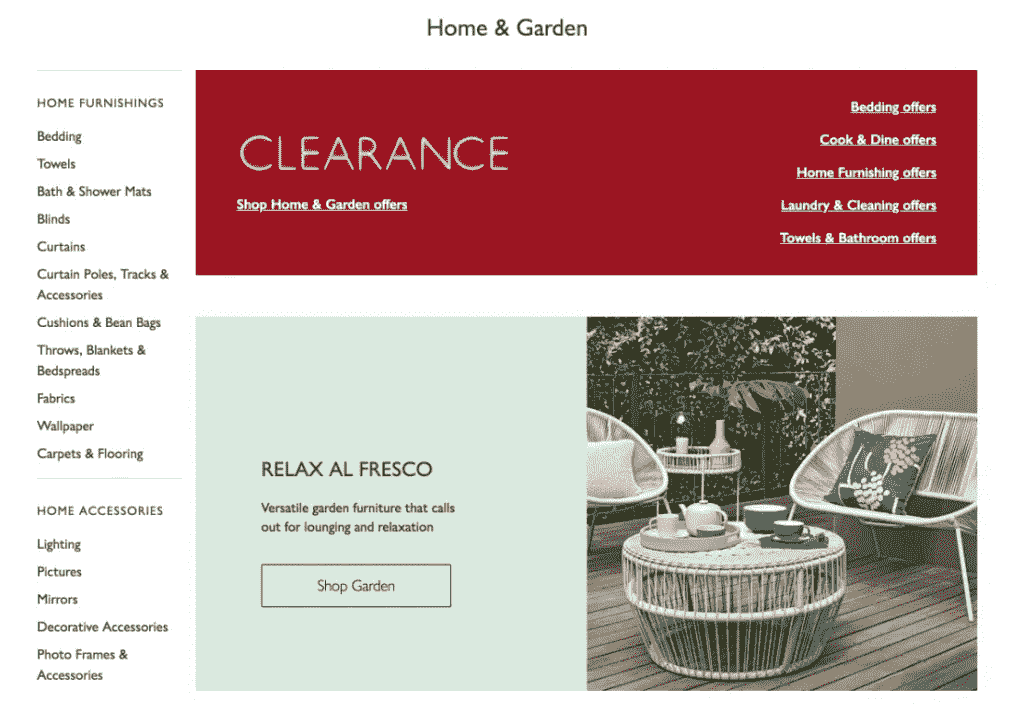 Home & Garden
HOME FURNISHINGS
Bedding
Towels
Bath & Shower Mats
Blinds
Curtains
Curtain Poles, Tracks &
Accessories
Cushions & Bean Bags
Throws, Blankets &
Bedspreads
Fabrics
Wallpaper
Carpets & Flooring
HOME ACCESSORIES
Lighting
Pictures
Mirrors
Decorative Accessories
Photo Frames &
Accessories
CLEARANCE
Shop Home & Garden offers
Bedding offers
Cook & Dine offers
Home Furnishing offers
Laundry & Cleaning offers
Towels & Bathroom offers
RELAX AL FRESCO
Versatile garden furniture that calls
out for lounging and relaxation
Shop Garden